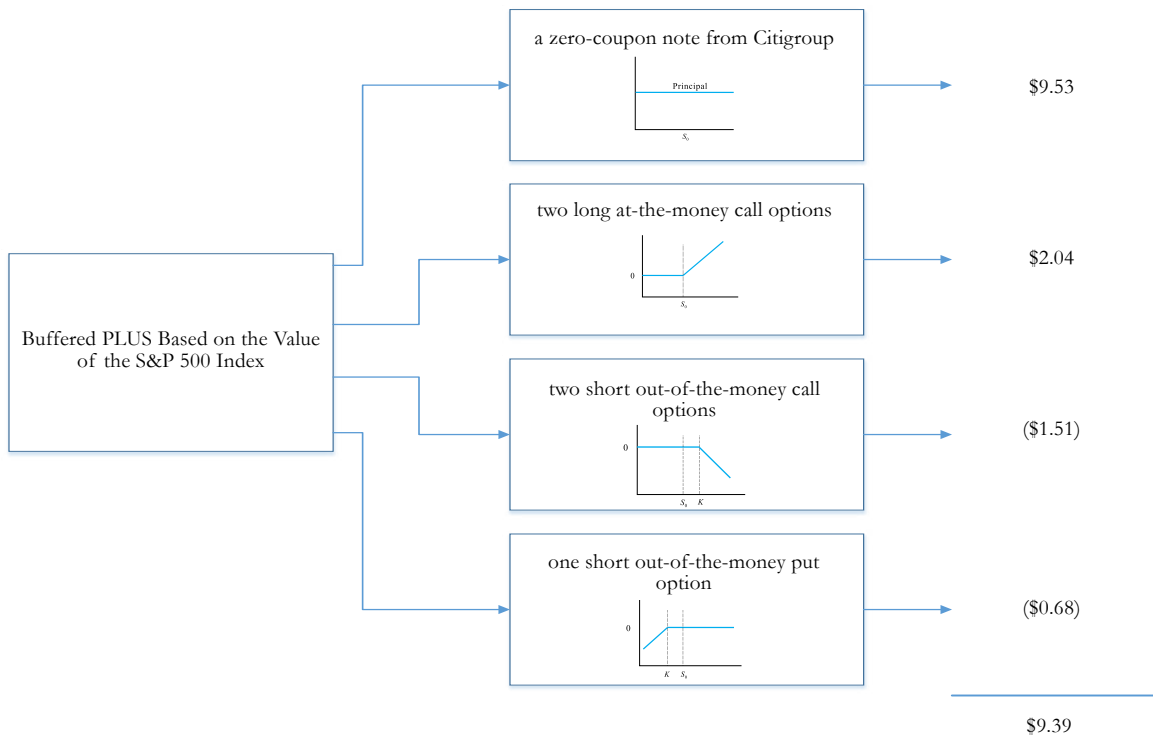 a zero-coupon note from Citigroup
Principal
S₀
$9.53
two long at-the-money call options
0
S₀
$2.04
Buffered PLUS Based on the Value
of the S&P 500 Index
two short out-of-the-money call
options
0
S₀ K
($1.51)
one short out-of-the-money put
option
0
K S₀
($0.68)
$9.39